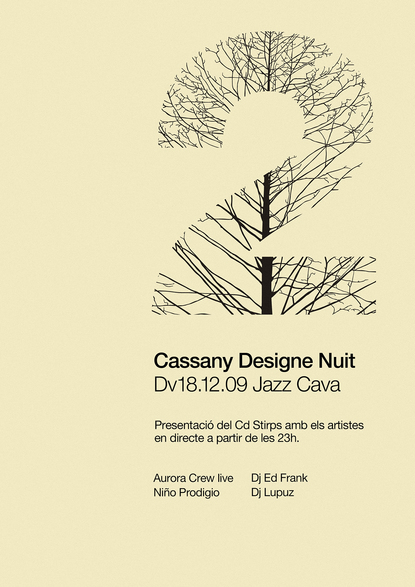 2
Cassany Designe Nuit
Dv18.12.09 Jazz Cava
Presentació del Cd Stirps amb els artistes
en directe a partir de les 23h.
Aurora Crew live Dj Ed Frank
Niño Prodigio Dj Lupuz